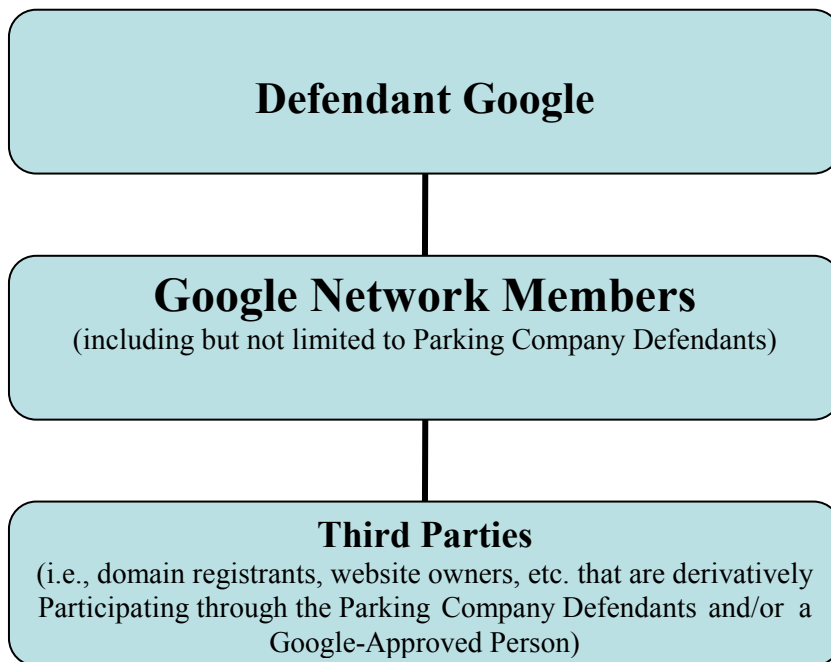 Defendant Google
Google Network Members
(including but not limited to Parking Company Defendants)
Third Parties
(i.e., domain registrants, website owners, etc. that are derivatively
Participating through the Parking Company Defendants and/or a
Google-Approved Person)